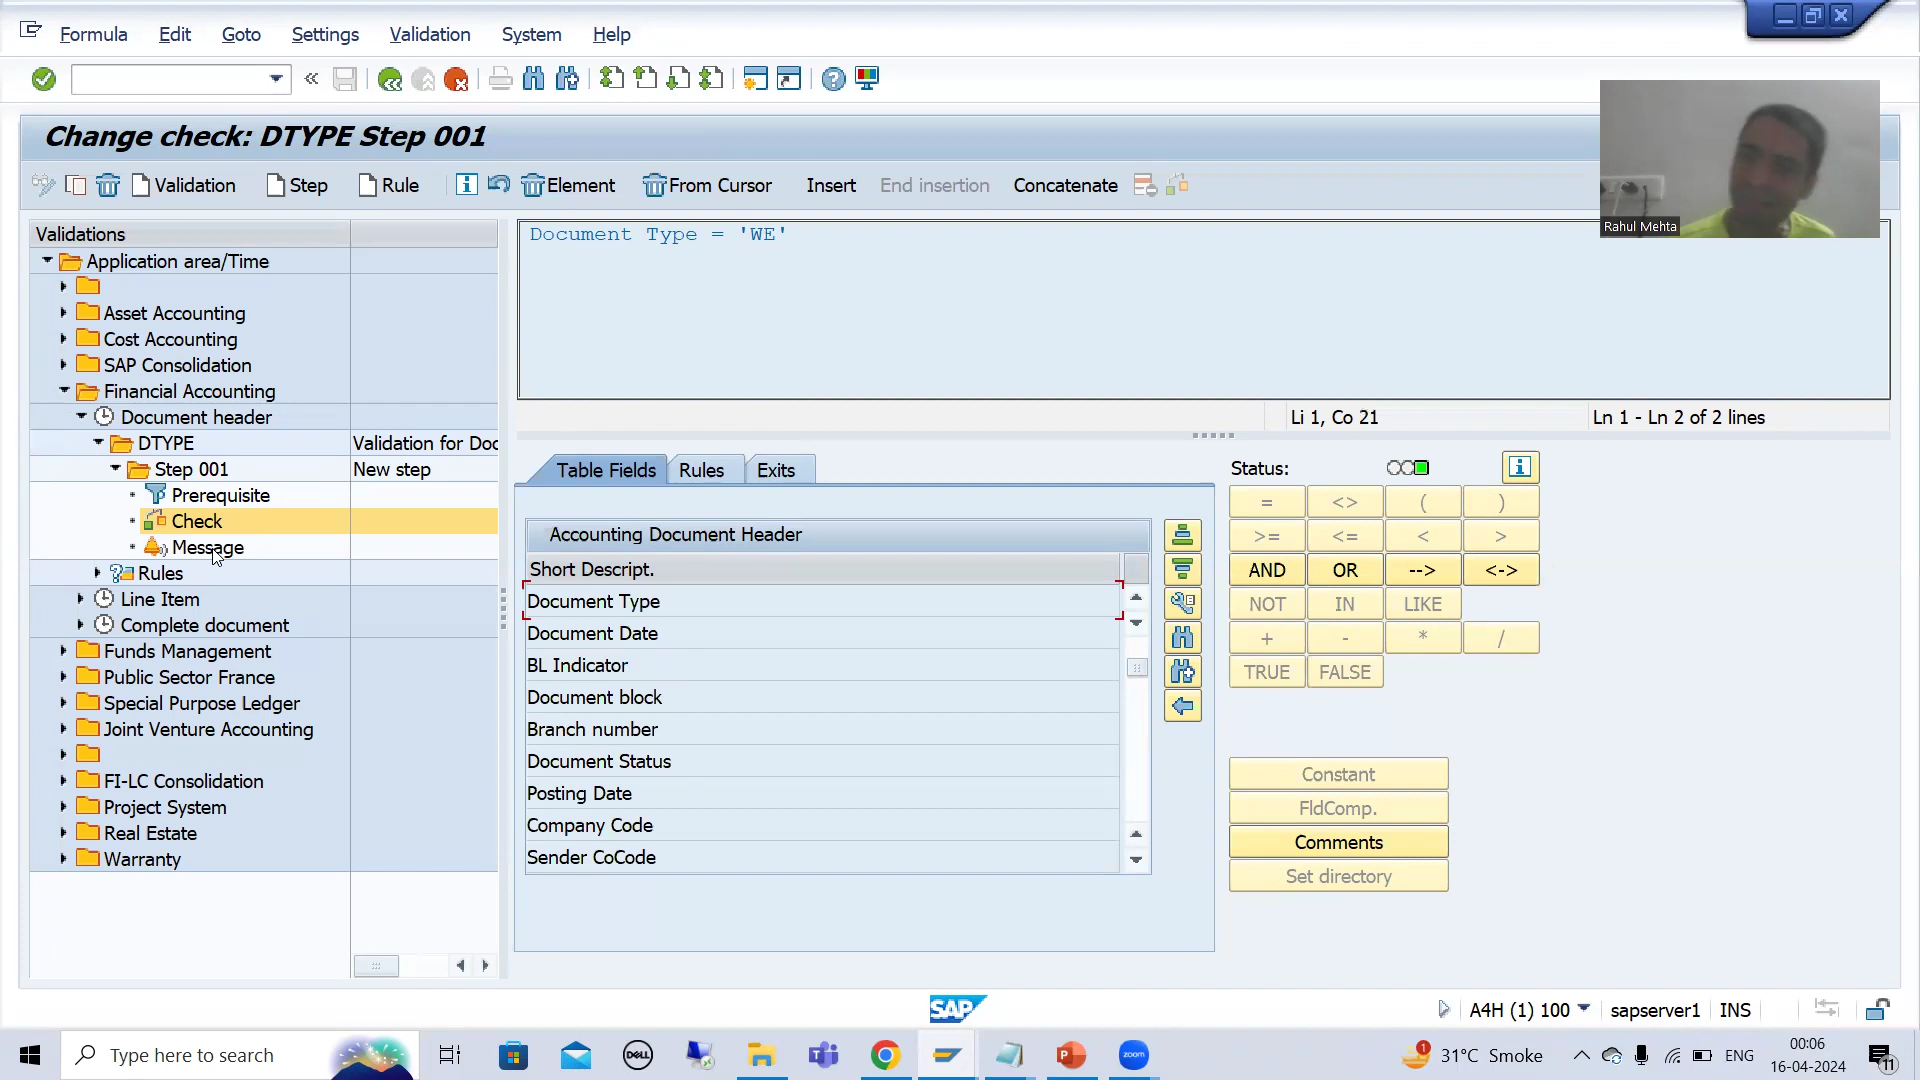 Formula Edit Goto Settings Validation System Help
Change check: DTYPE Step 001
Validation Step Rule Element From Cursor Insert End insertion Concatenate
Rahul Mehta
Validations
Application area/Time
Asset Accounting
Cost Accounting
SAP Consolidation
Financial Accounting
Document header
DTYPE Validation for Doc
Step 001 New step
Prerequisite
Check
Message
Rules
Line Item
Complete document
Funds Management
Public Sector France
Special Purpose Ledger
Joint Venture Accounting
FI-LC Consolidation
Project System
Real Estate
Warranty
Document Type = 'WE'
Li 1, Co 21 Ln 1 - Ln 2 of 2 lines
Table Fields Rules Exits
Accounting Document Header
Short Descript.
Document Type
Document Date
BL Indicator
Document block
Branch number
Document Status
Posting Date
Company Code
Sender CoCode
Status:
= <> ( )
>= <= < >
AND OR --> <->
NOT IN LIKE
+ - * /
TRUE FALSE
Constant
FldComp.
Comments
Set directory
SAP
A4H (1) 100 sapserver1 INS
Type here to search
DELL
zoom
1
31°C Smoke
ENG
00:06
16-04-2024
11